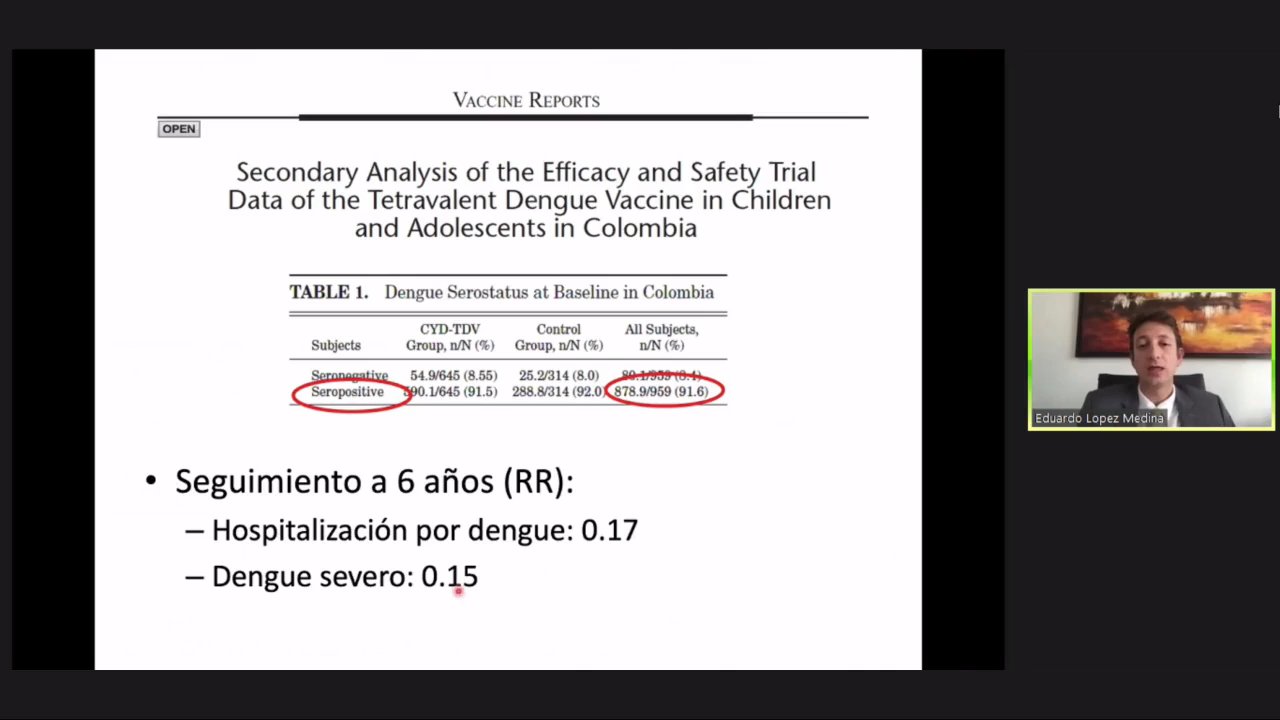 VACCINE REPORTS
OPEN
Secondary Analysis of the Efficacy and Safety Trial
Data of the Tetravalent Dengue Vaccine in Children
and Adolescents in Colombia
TABLE 1. Dengue Serostatus at Baseline in Colombia
CYD-TDV Control All Subjects,
Subjects Group, n/N (%) Group, n/N (%) n/N (%)
Seronegative 54.9/645 (8.55) 25.2/314 (8.0) 80.1/959 (8.4)
Seropositive 590.1/645 (91.5) 288.8/314 (92.0) 878.9/959 (91.6)
• Seguimiento a 6 años (RR):
– Hospitalización por dengue: 0.17
– Dengue severo: 0.15
Eduardo Lopez Medina